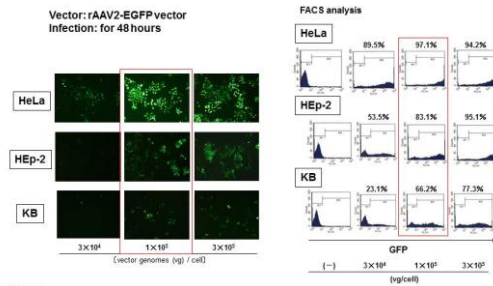 Vector: rAAV2-EGFP vector
Infection: for 48 hours
HeLa
HEp-2
KB
3×10⁴
1×10⁵
3×10⁵
[vector genomes (vg) / cell]
FACS analysis
HeLa
89.5%
97.1%
94.2%
HEp-2
53.5%
83.1%
95.1%
KB
23.1%
66.2%
77.3%
GFP
(−)
3×10⁴
1×10⁵
3×10⁵
(vg/cell)